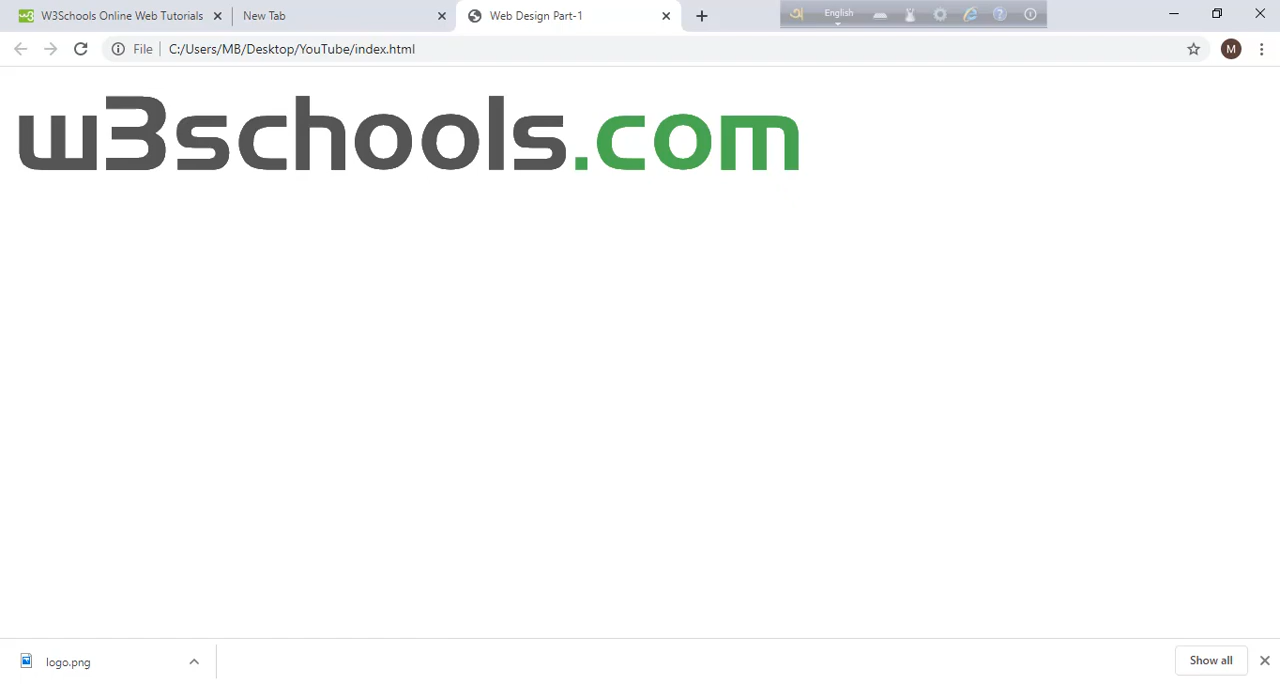 W3Schools Online Web Tutorials
New Tab
Web Design Part-1
English
File
C:/Users/MB/Desktop/YouTube/index.html
M
w3schools.com
logo.png
Show all